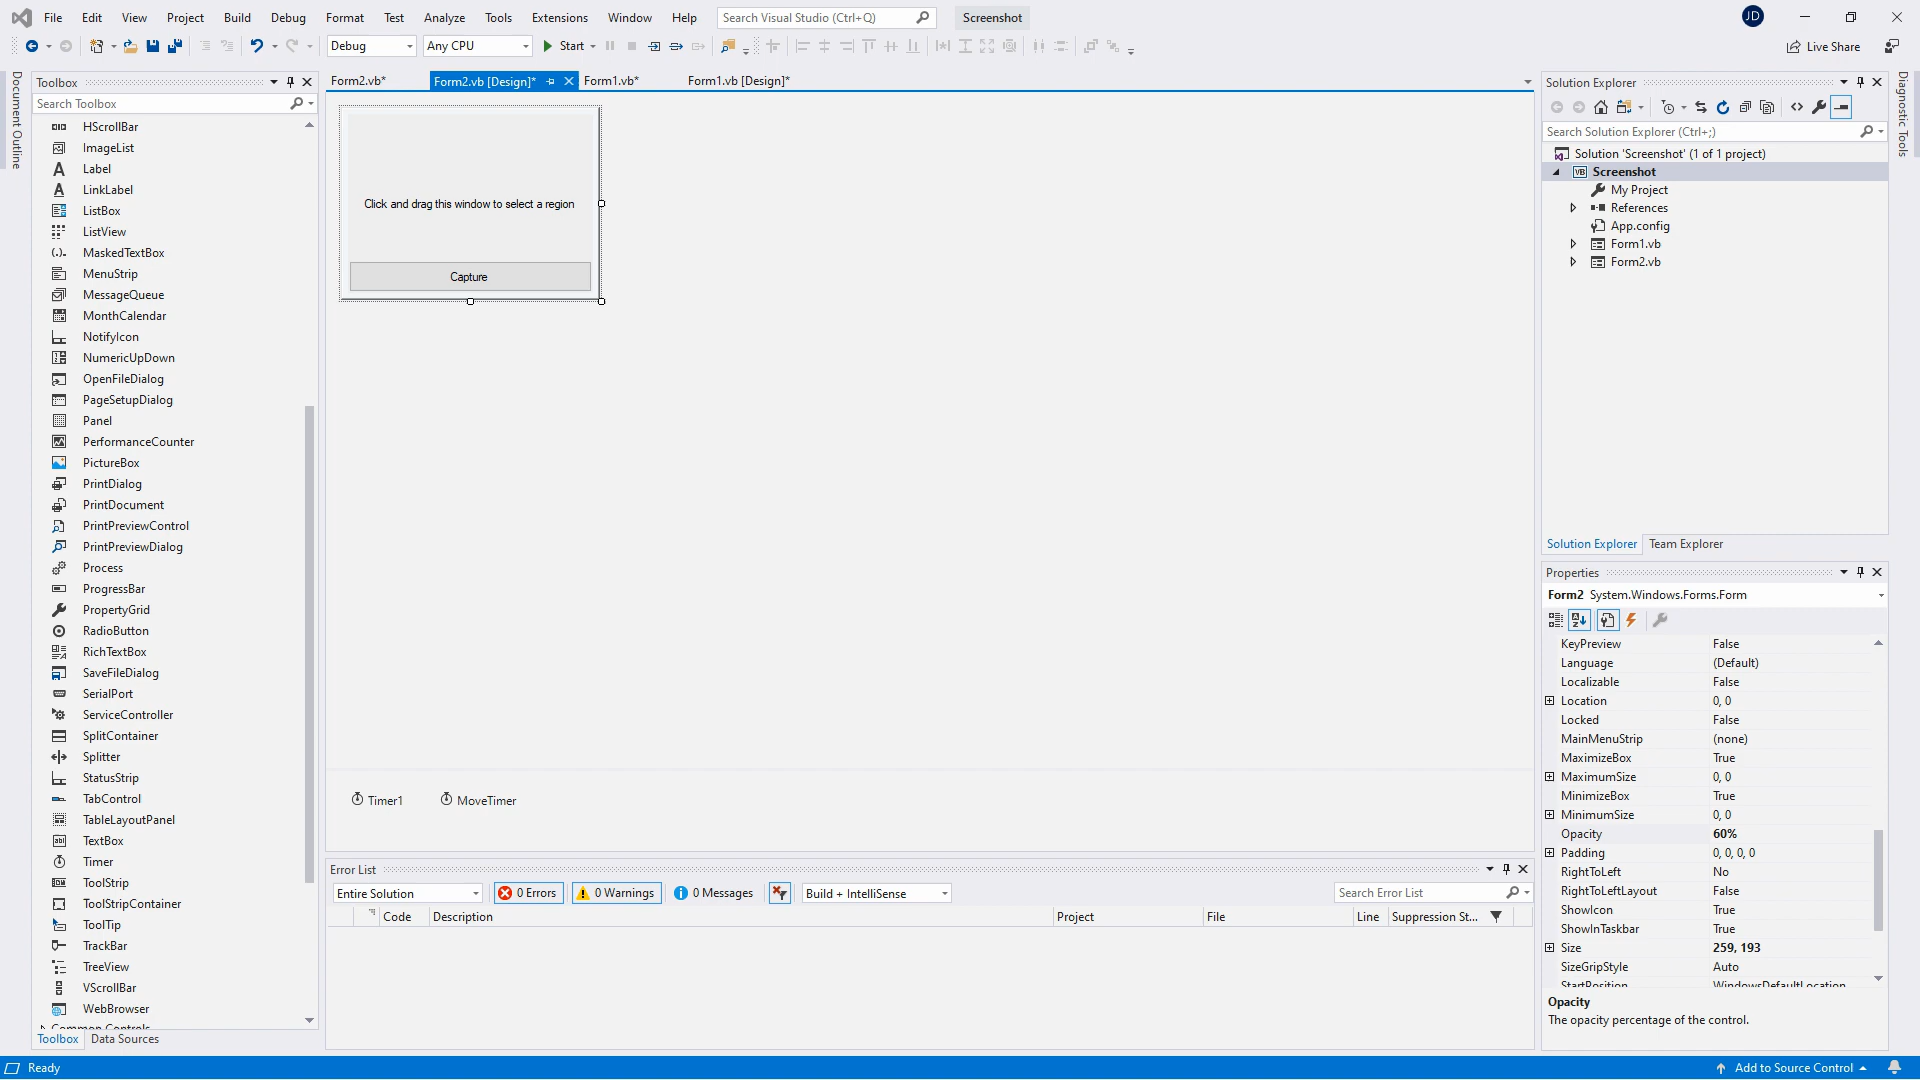 File Edit View Project Build Debug Format Test Analyze Tools Extensions Window Help Search Visual Studio (Ctrl+Q) Screenshot JD
Debug Any CPU Start Live Share
Document Outline
Toolbox
Search Toolbox
HScrollBar
ImageList
Label
LinkLabel
ListBox
ListView
MaskedTextBox
MenuStrip
MessageQueue
MonthCalendar
NotifyIcon
NumericUpDown
OpenFileDialog
PageSetupDialog
Panel
PerformanceCounter
PictureBox
PrintDialog
PrintDocument
PrintPreviewControl
PrintPreviewDialog
Process
ProgressBar
PropertyGrid
RadioButton
RichTextBox
SaveFileDialog
SerialPort
ServiceController
SplitContainer
Splitter
StatusStrip
TabControl
TableLayoutPanel
TextBox
Timer
ToolStrip
ToolStripContainer
ToolTip
TrackBar
TreeView
VScrollBar
WebBrowser
Common Controls
Toolbox Data Sources
Form2.vb* Form2.vb [Design]* Form1.vb* Form1.vb [Design]*
Click and drag this window to select a region
Capture
Timer1 MoveTimer
Error List
Entire Solution 0 Errors 0 Warnings 0 Messages Build + IntelliSense Search Error List
Code Description Project File Line Suppression St...
Solution Explorer
Search Solution Explorer (Ctrl+;)
Solution 'Screenshot' (1 of 1 project)
VB Screenshot
My Project
References
App.config
Form1.vb
Form2.vb
Solution Explorer Team Explorer
Properties
Form2 System.Windows.Forms.Form
KeyPreview False
Language (Default)
Localizable False
Location 0, 0
Locked False
MainMenuStrip (none)
MaximizeBox True
MaximumSize 0, 0
MinimizeBox True
MinimumSize 0, 0
Opacity 60%
Padding 0, 0, 0, 0
RightToLeft No
RightToLeftLayout False
ShowIcon True
ShowInTaskbar True
Size 259, 193
SizeGripStyle Auto
StartPosition WindowsDefaultLocation
Opacity
The opacity percentage of the control.
Diagnostic Tools
Ready Add to Source Control